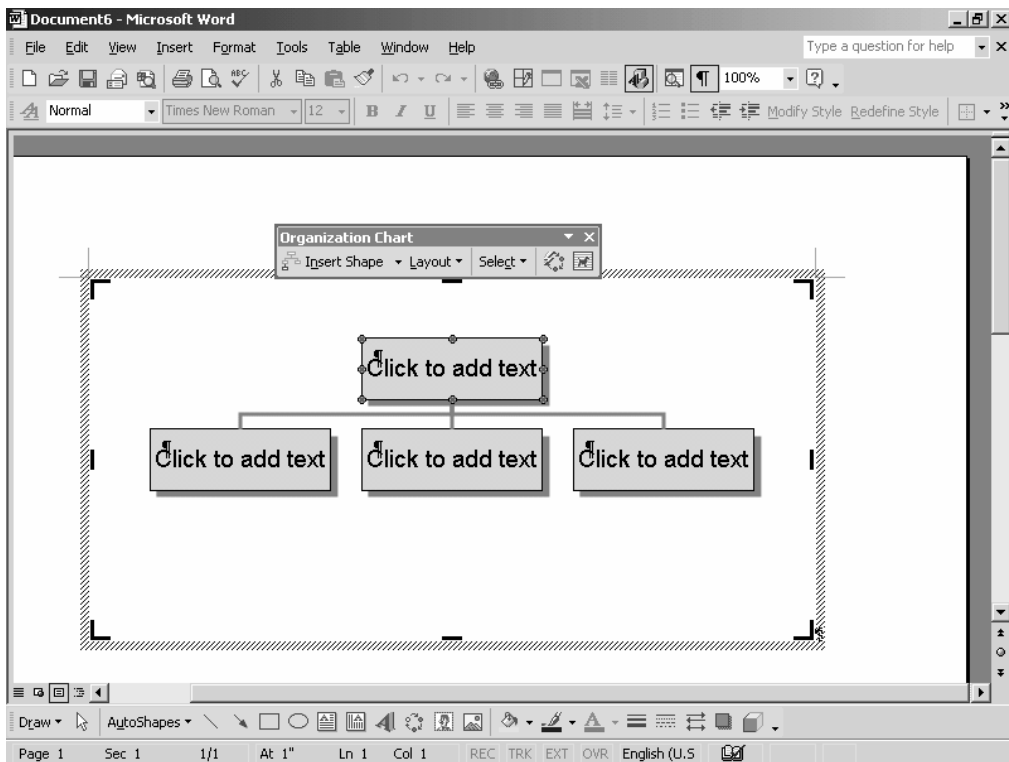 Document6 - Microsoft Word
File Edit View Insert Format Tools Table Window Help Type a question for help
ABC ¶ 100%
Normal Times New Roman 12 B I U Modify Style Redefine Style
Organization Chart
Insert Shape Layout Select
¶ Click to add text
¶ Click to add text ¶ Click to add text ¶ Click to add text
Draw AutoShapes A A
Page 1 Sec 1 1/1 At 1" Ln 1 Col 1 REC TRK EXT OVR English (U.S